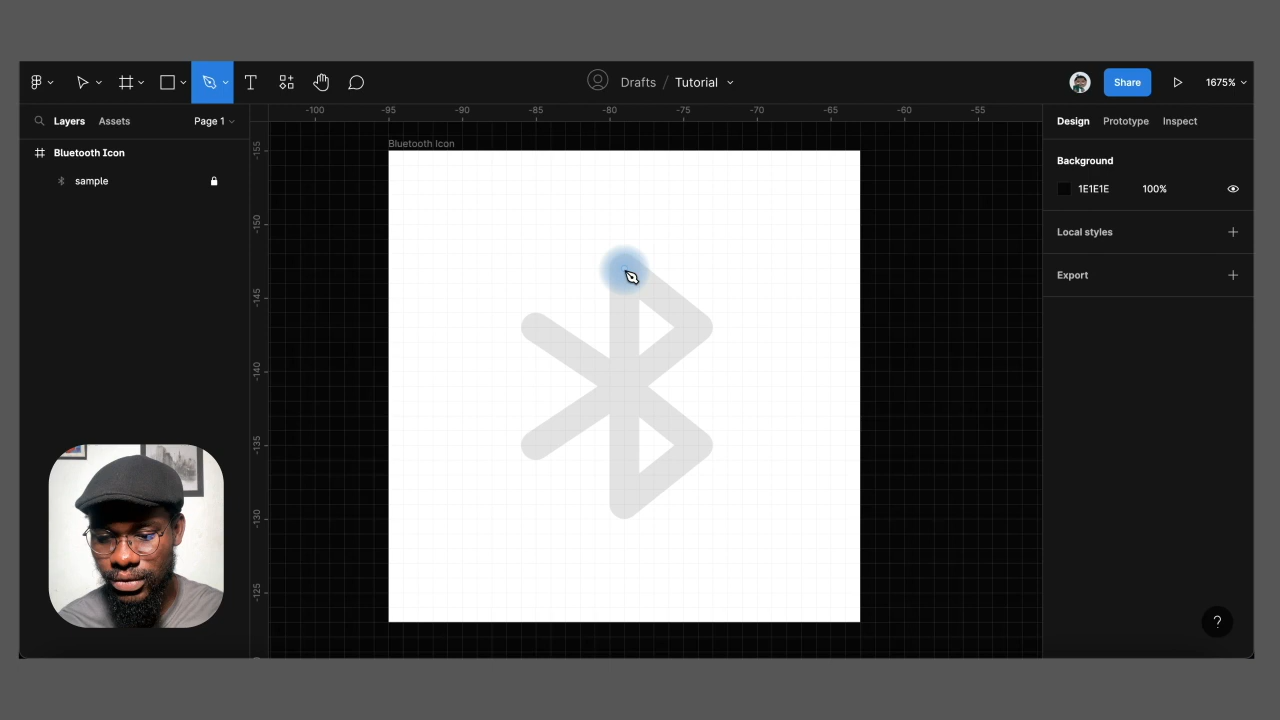 Drafts / Tutorial
Share
1675%
Layers
Assets
Page 1
-100
-95
-90
-85
-80
-75
-70
-65
-60
-55
Design
Prototype
Inspect
Bluetooth Icon
sample
Bluetooth Icon
-155
-150
-145
-140
-135
-130
-125
Background
1E1E1E
100%
Local styles
Export
?